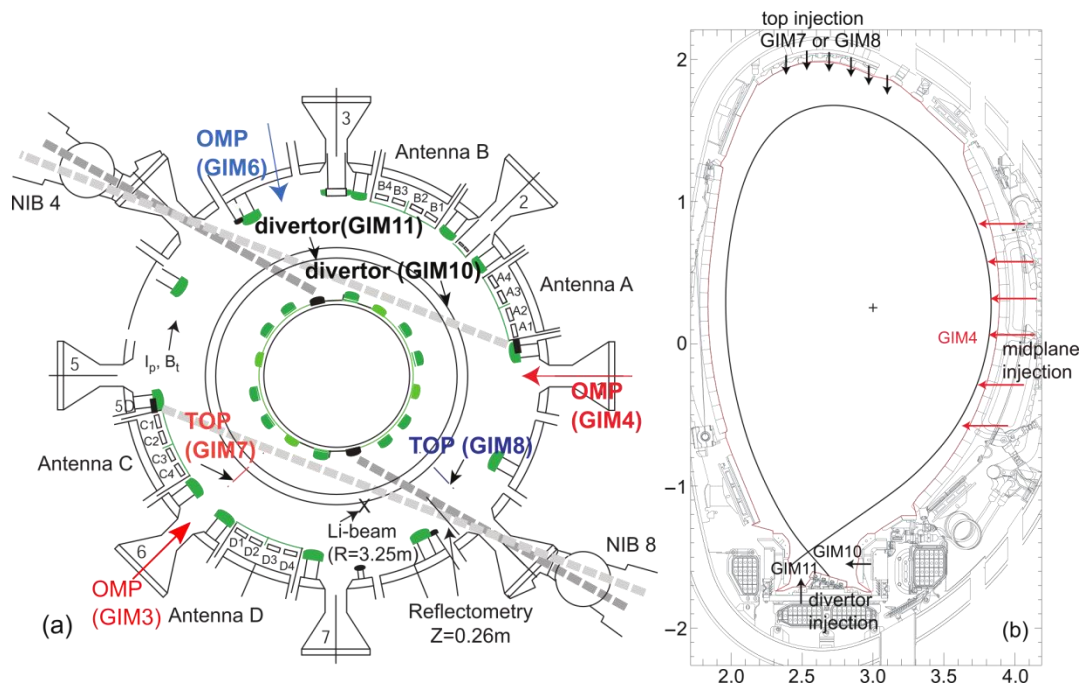 OMP
(GIM6)
3
Antenna B
B4
B3
B2
B1
2
NIB 4
divertor(GIM11)
divertor (GIM10)
A4
A3
A2
A1
Antenna A
5
I_p, B_t
5D
OMP
(GIM4)
TOP
(GIM7)
TOP (GIM8)
C1
C2
C3
C4
Antenna C
X
Li-beam
(R=3.25m)
NIB 8
6
D1
D2
D3
D4
OMP
(GIM3)
Antenna D
7
Reflectometry
Z=0.26m
(a)
top injection
GIM7 or GIM8
2
1
0
−1
−2
+
GIM4
midplane
injection
GIM10
GIM11
divertor
injection
(b)
2.0
2.5
3.0
3.5
4.0